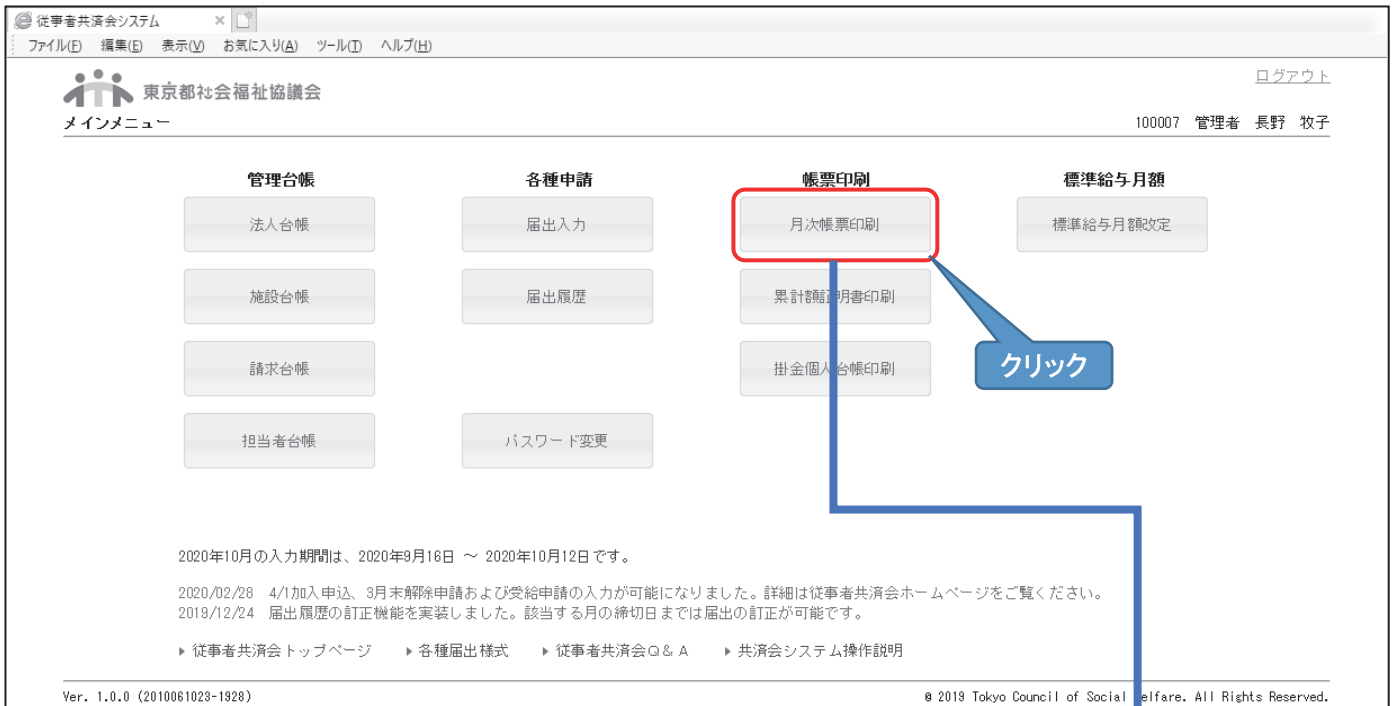 従事者共済会システム
ファイル(F) 編集(E) 表示(V) お気に入り(A) ツール(T) ヘルプ(H)
東京都社会福祉協議会
ログアウト
メインメニュー
100007 管理者 長野 牧子
管理台帳 各種申請 帳票印刷 標準給与月額
法人台帳 届出入力 月次帳票印刷 標準給与月額改定
施設台帳 届出履歴 累計額証明書印刷
請求台帳 掛金個人台帳印刷
クリック
担当者台帳 パスワード変更
2020年10月の入力期間は、2020年9月16日 ～ 2020年10月12日です。
2020/02/28 4/1加入申込、3月末解除申請および受給申請の入力が可能になりました。詳細は従事者共済会ホームページをご覧ください。
2019/12/24 届出履歴の訂正機能を実装しました。該当する月の締切日までは届出の訂正が可能です。
▶ 従事者共済会トップページ ▶ 各種届出様式 ▶ 従事者共済会Q&A ▶ 共済会システム操作説明
Ver. 1.0.0 (2010061023-1928)
© 2019 Tokyo Council of Social Welfare. All Rights Reserved.